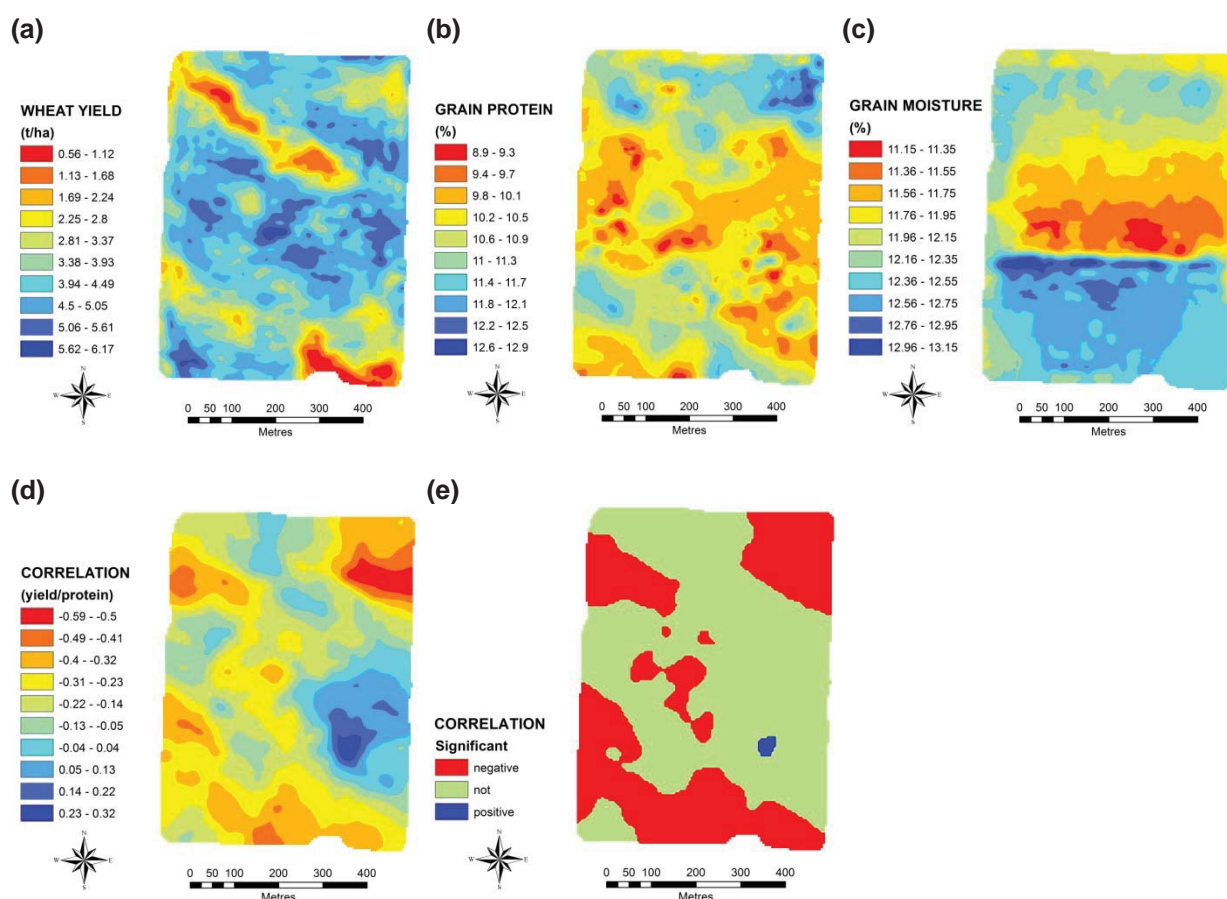 (a)
WHEAT YIELD
(t/ha)
0.56 - 1.12
1.13 - 1.68
1.69 - 2.24
2.25 - 2.8
2.81 - 3.37
3.38 - 3.93
3.94 - 4.49
4.5 - 5.05
5.06 - 5.61
5.62 - 6.17
N
W E
S
0 50 100 200 300 400
Metres
(b)
GRAIN PROTEIN
(%)
8.9 - 9.3
9.4 - 9.7
9.8 - 10.1
10.2 - 10.5
10.6 - 10.9
11 - 11.3
11.4 - 11.7
11.8 - 12.1
12.2 - 12.5
12.6 - 12.9
N
W E
S
0 50 100 200 300 400
Metres
(c)
GRAIN MOISTURE
(%)
11.15 - 11.35
11.36 - 11.55
11.56 - 11.75
11.76 - 11.95
11.96 - 12.15
12.16 - 12.35
12.36 - 12.55
12.56 - 12.75
12.76 - 12.95
12.96 - 13.15
N
W E
S
0 50 100 200 300 400
Metres
(d)
CORRELATION
(yield/protein)
-0.59 - -0.5
-0.49 - -0.41
-0.4 - -0.32
-0.31 - -0.23
-0.22 - -0.14
-0.13 - -0.05
-0.04 - 0.04
0.05 - 0.13
0.14 - 0.22
0.23 - 0.32
N
W E
S
0 50 100 200 300 400
Metres
(e)
CORRELATION
Significant
negative
not
positive
N
W E
S
0 50 100 200 300 400
Metres